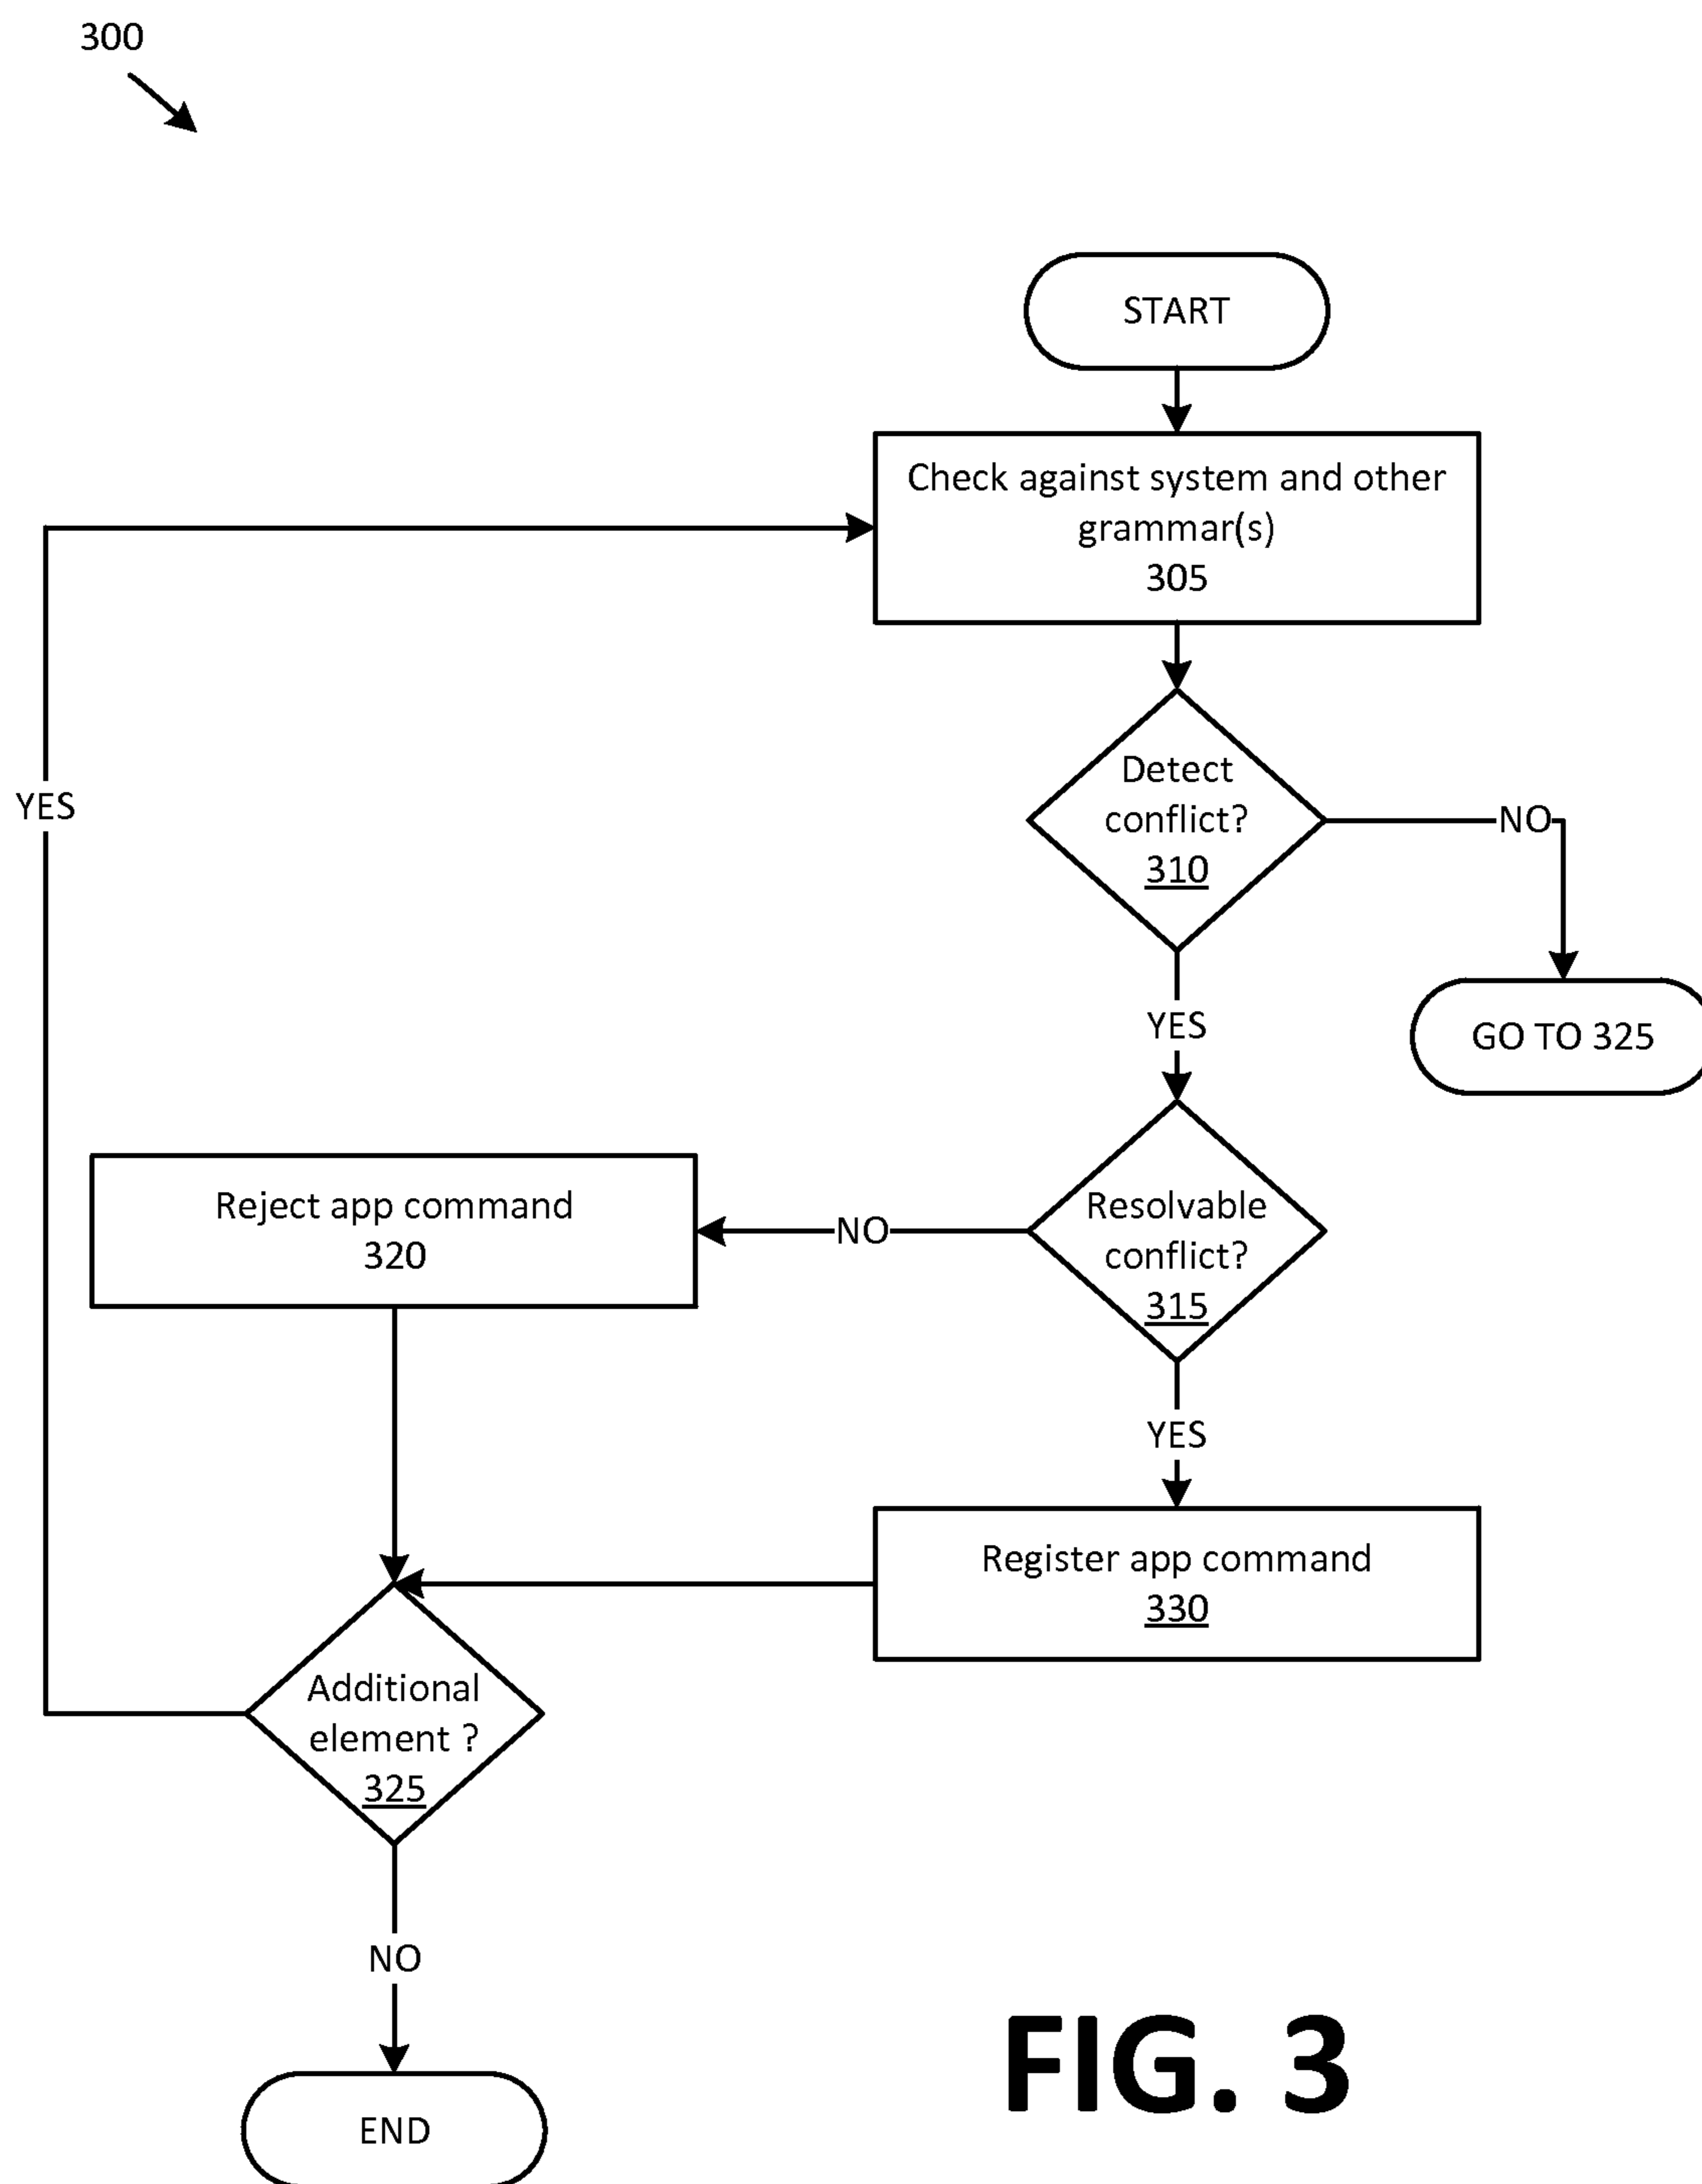 300
START
Check against system and other
grammar(s)
305
Detect
conflict?
310
NO
YES
YES
GO TO 325
Resolvable
conflict?
315
Reject app command
320
NO
YES
Register app command
330
Additional
element ?
325
NO
END
FIG. 3